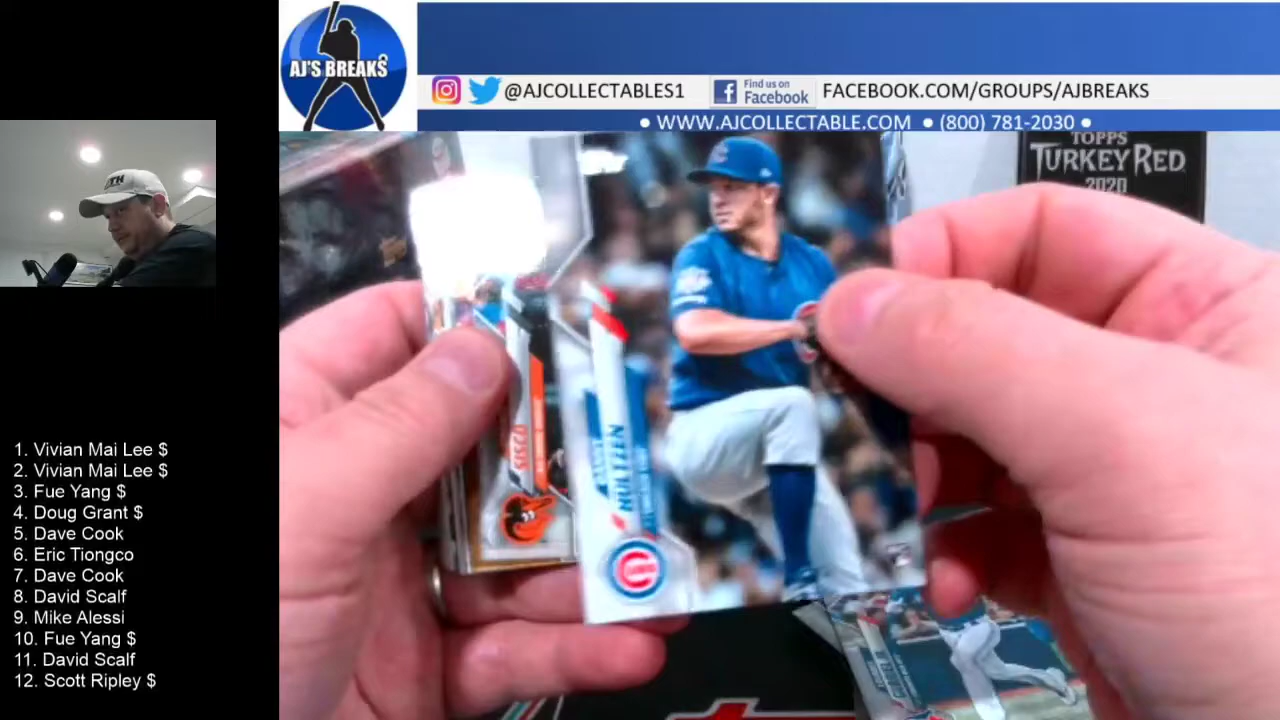 AJ'S BREAKS
@AJCOLLECTABLES1
Find us on
Facebook
FACEBOOK.COM/GROUPS/AJBREAKS
• WWW.AJCOLLECTABLE.COM • (800) 781-2030 •
TOPPS
TURKEY RED
2020
1. Vivian Mai Lee $
2. Vivian Mai Lee $
3. Fue Yang $
4. Doug Grant $
5. Dave Cook
6. Eric Tiongco
7. Dave Cook
8. David Scalf
9. Mike Alessi
10. Fue Yang $
11. David Scalf
12. Scott Ripley $
SISCO
HULTZEN